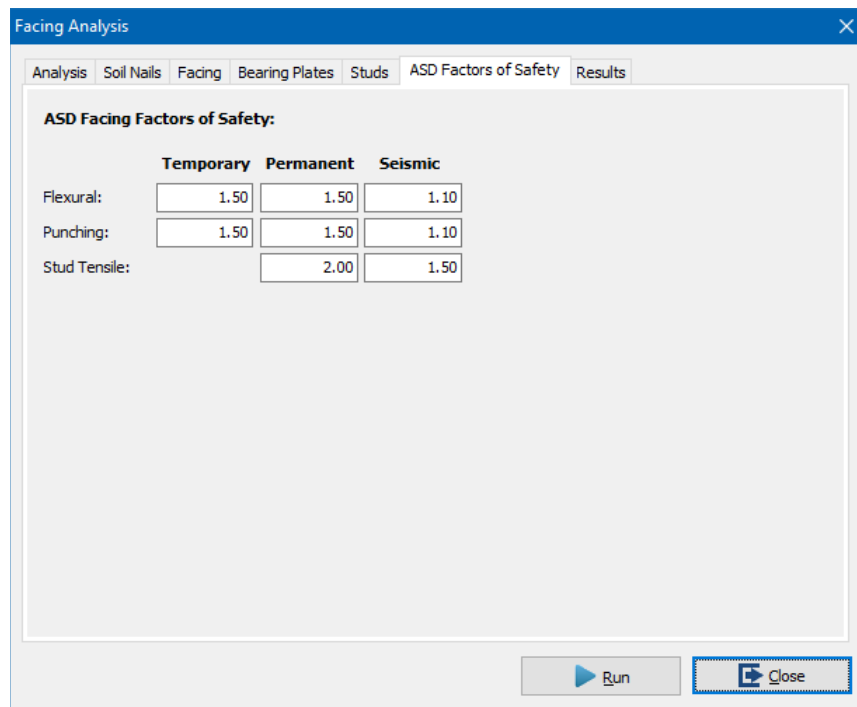 Facing Analysis
Analysis Soil Nails Facing Bearing Plates Studs ASD Factors of Safety Results
ASD Facing Factors of Safety:
Temporary Permanent Seismic
Flexural: 1.50 1.50 1.10
Punching: 1.50 1.50 1.10
Stud Tensile: 2.00 1.50
Run Close